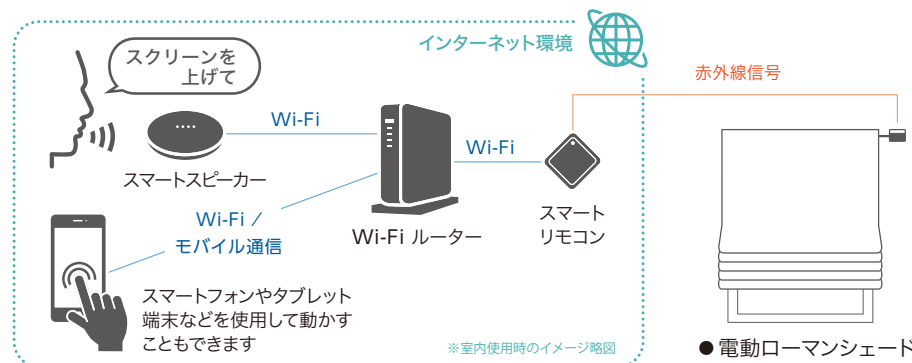 インターネット環境
スクリーンを
上げて
赤外線信号
Wi-Fi
Wi-Fi
スマートスピーカー
Wi-Fi /
モバイル通信
Wi-Fi ルーター
スマート
リモコン
スマートフォンやタブレット
端末などを使用して動かす
こともできます
※室内使用時のイメージ略図
●電動ローマンシェード